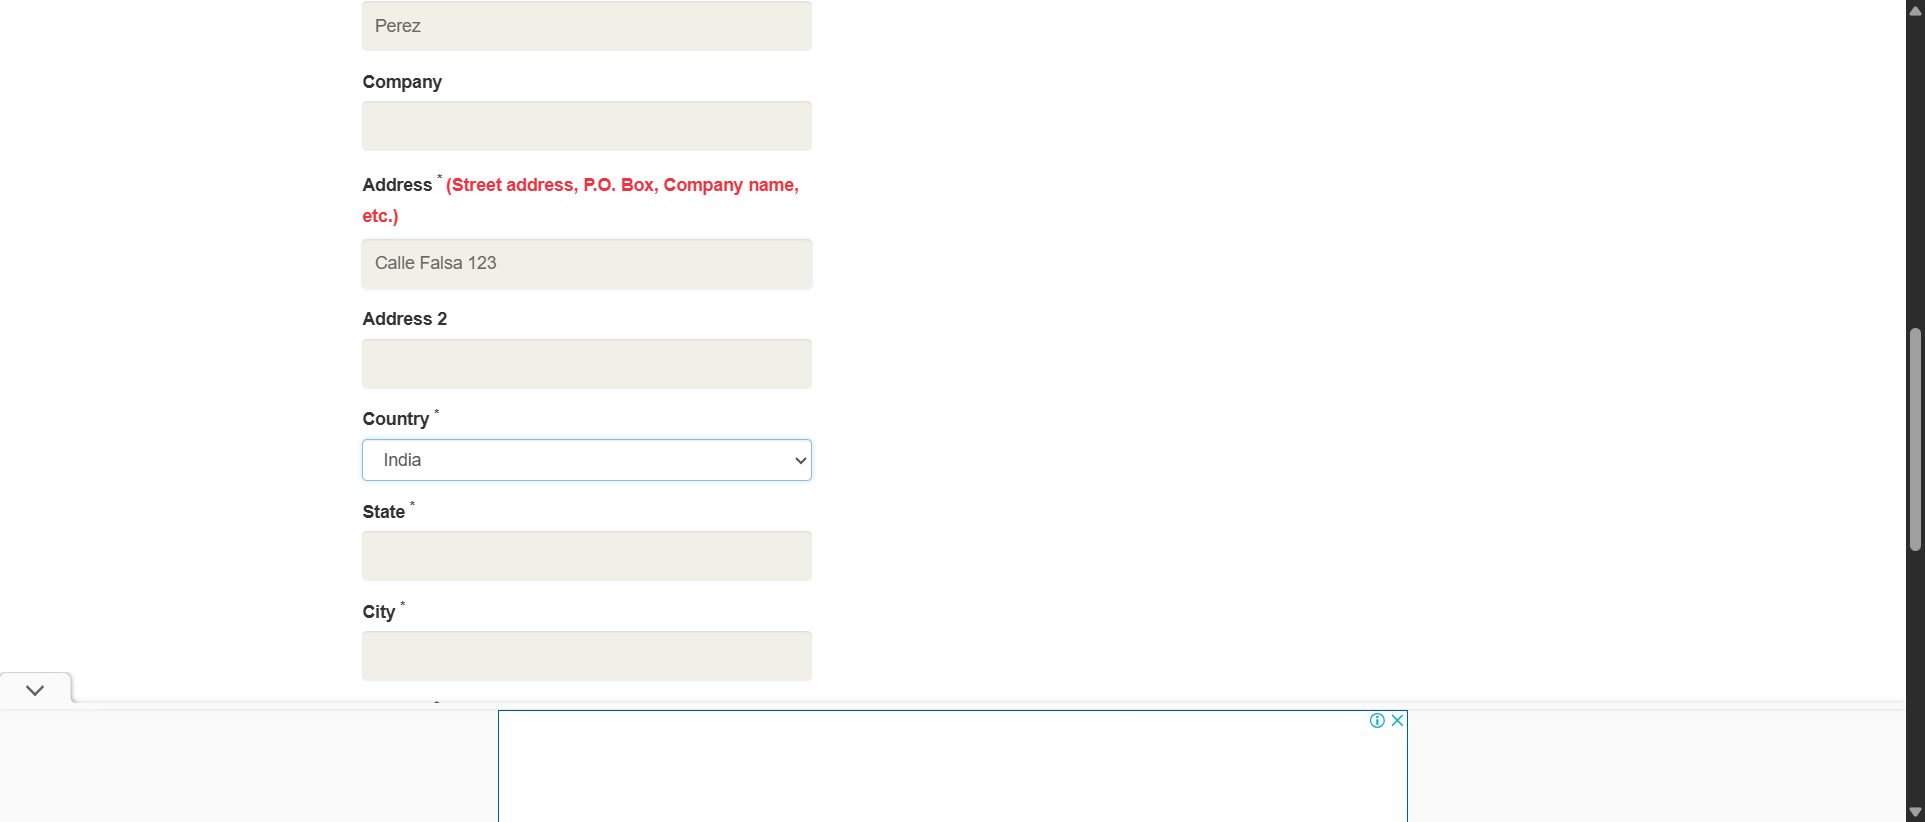 Perez
Company
Address * (Street address, P.O. Box, Company name,
etc.)
Calle Falsa 123
Address 2
Country *
India
State *
City *
*